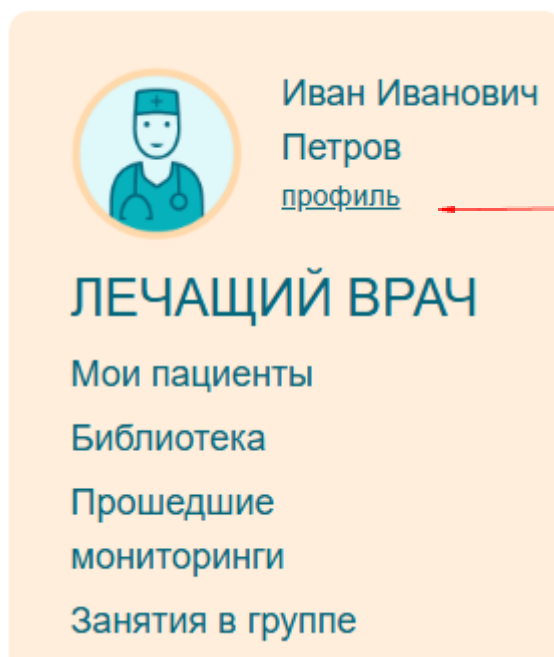 Иван Иванович
Петров
профиль
ЛЕЧАЩИЙ ВРАЧ
Мои пациенты
Библиотека
Прошедшие
мониторинги
Занятия в группе